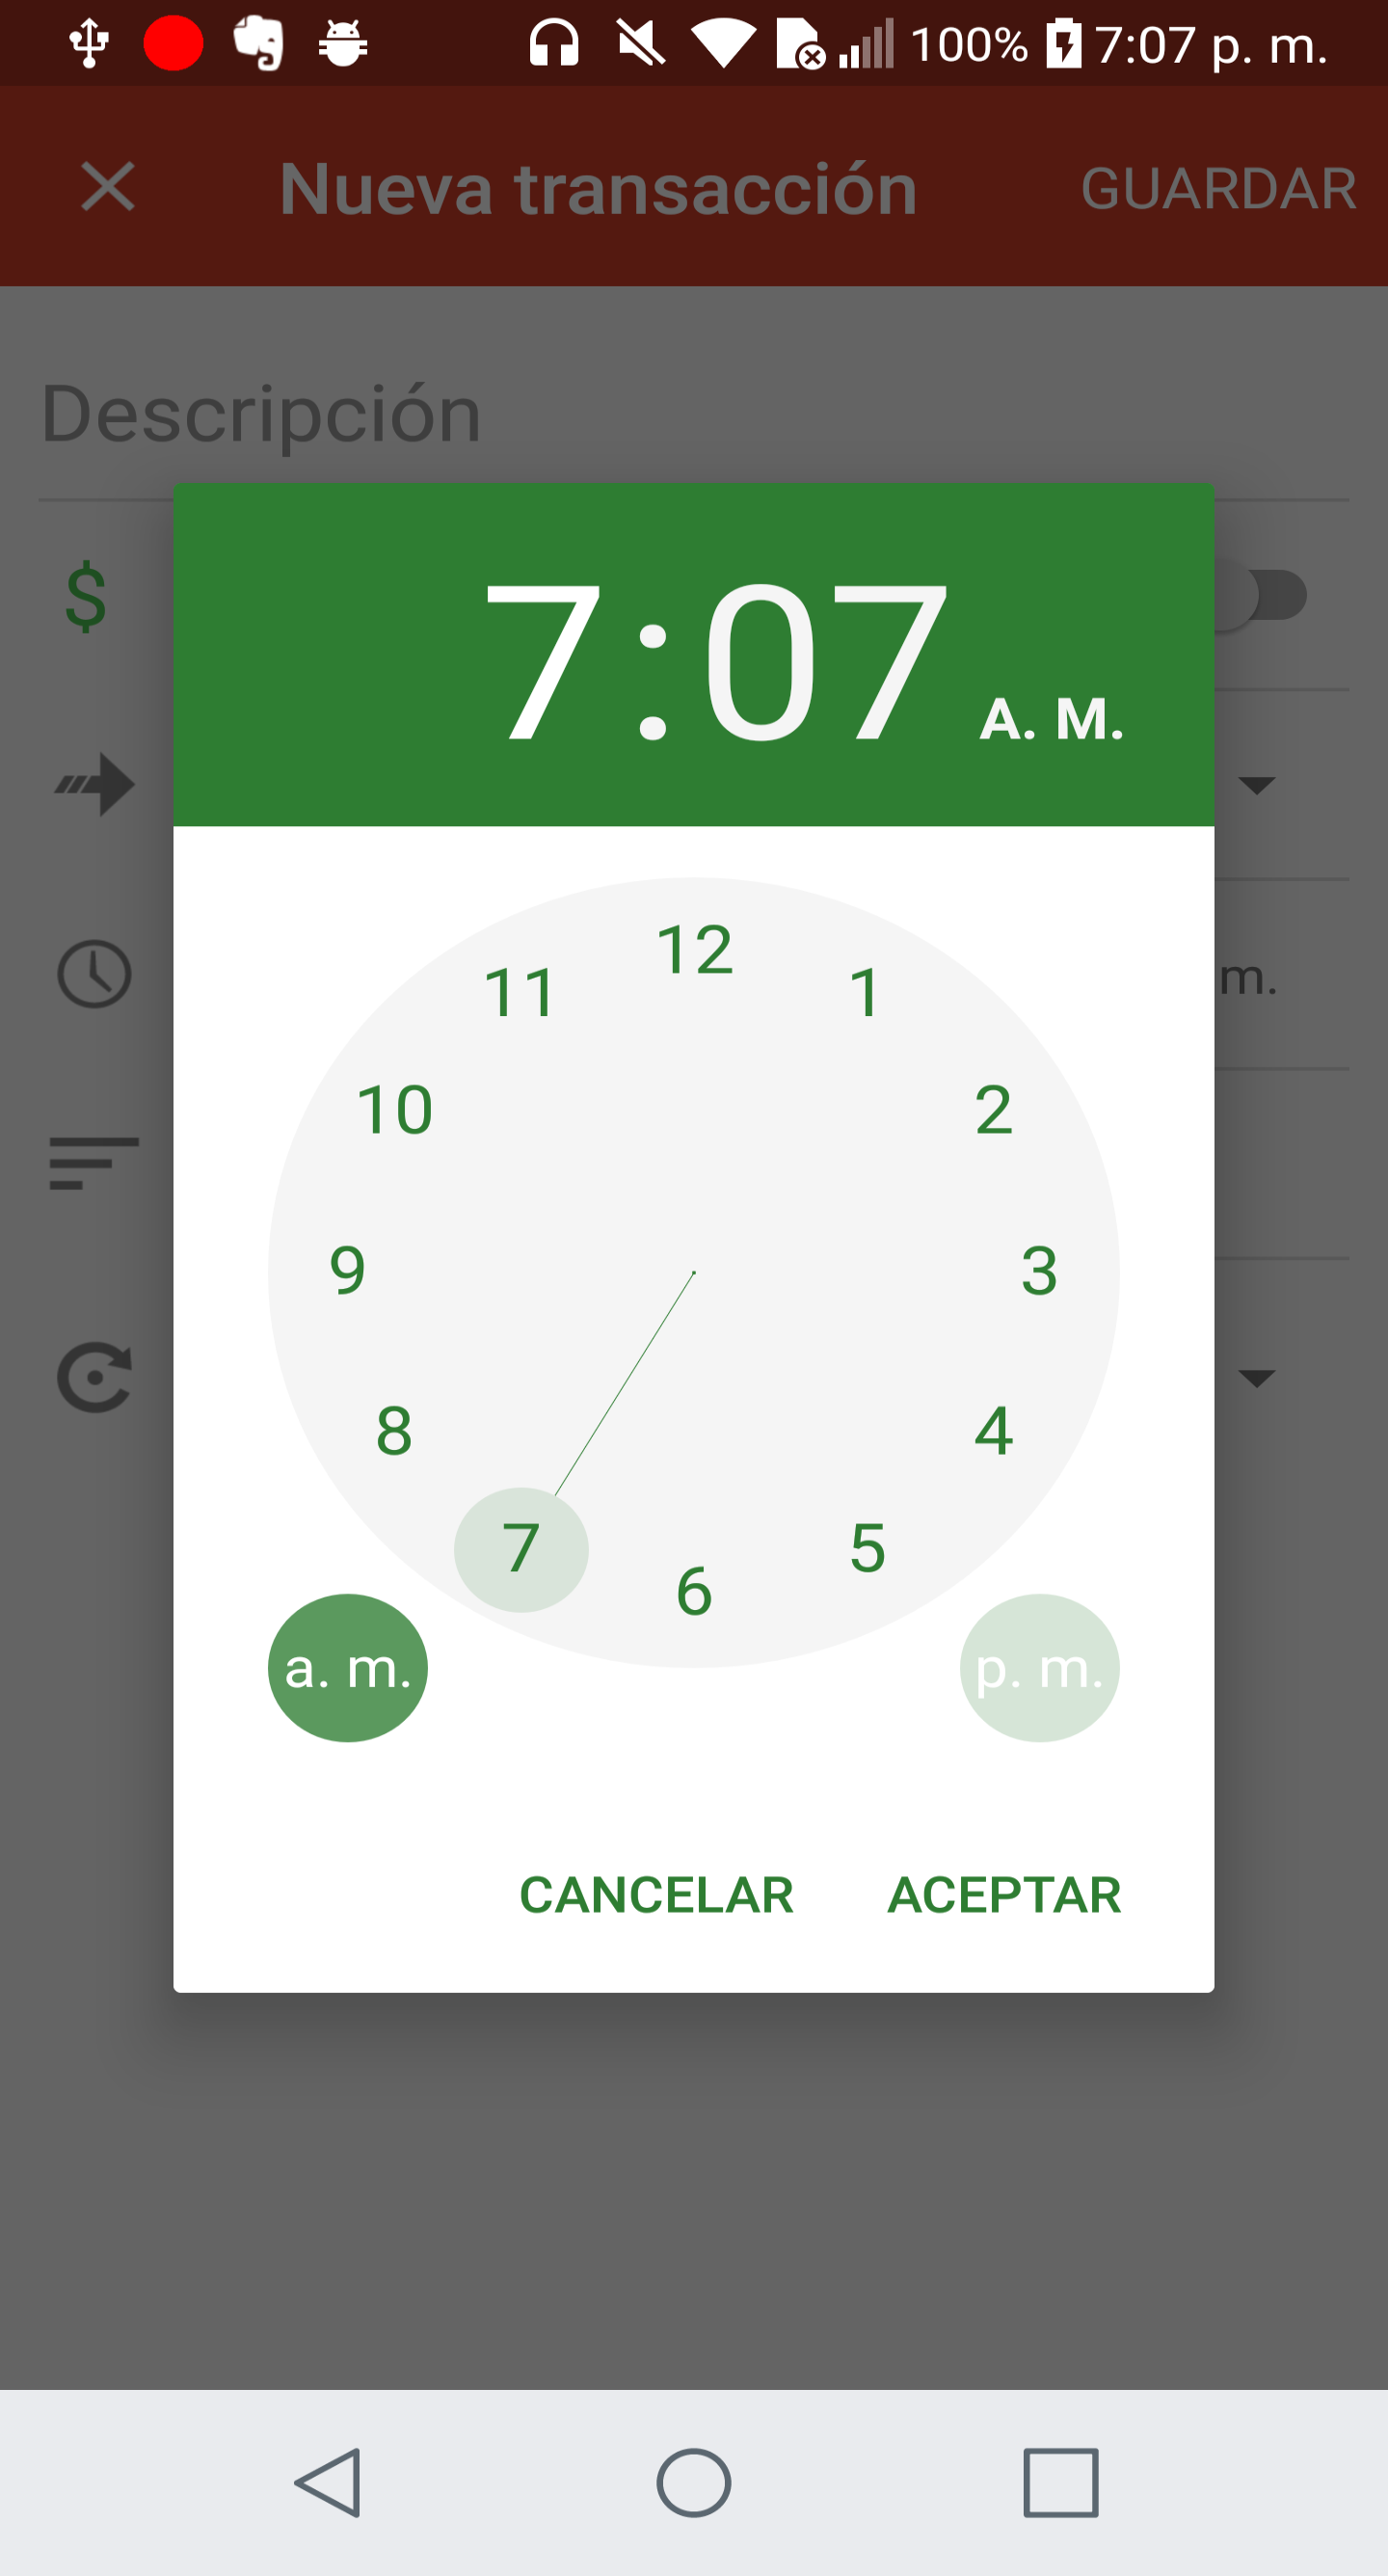 100% 7:07 p. m.
Nueva transacción GUARDAR
Descripción
$
7:07 A. M.
m.
12
11 1
10 2
9 3
8 4
7 5
6
a. m. p. m.
CANCELAR ACEPTAR